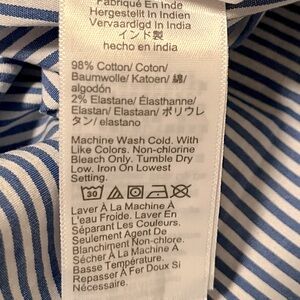 Fabriqué En Inde
Hergestellt In Indien
Vervaardigd In India
インド製
hecho en india
98% Cotton/ Coton/
Baumwolle/ Katoen/ 綿/
algodón
2% Elastane/ Élasthanne/
Elastan/ Elastaan/ ポリウレ
タン/ elastano
Machine Wash Cold. With
Like Colors. Non-chlorine
Bleach Only. Tumble Dry
Low. Iron On Lowest
Setting.
30
Laver À La Machine À
L'eau Froide. Laver En
Séparant Les Couleurs.
Seulement Agent De
Blanchiment Non-chlore.
Sécher À La Machine À
Basse Température.
Repasser À Fer Doux Si
Nécessaire.